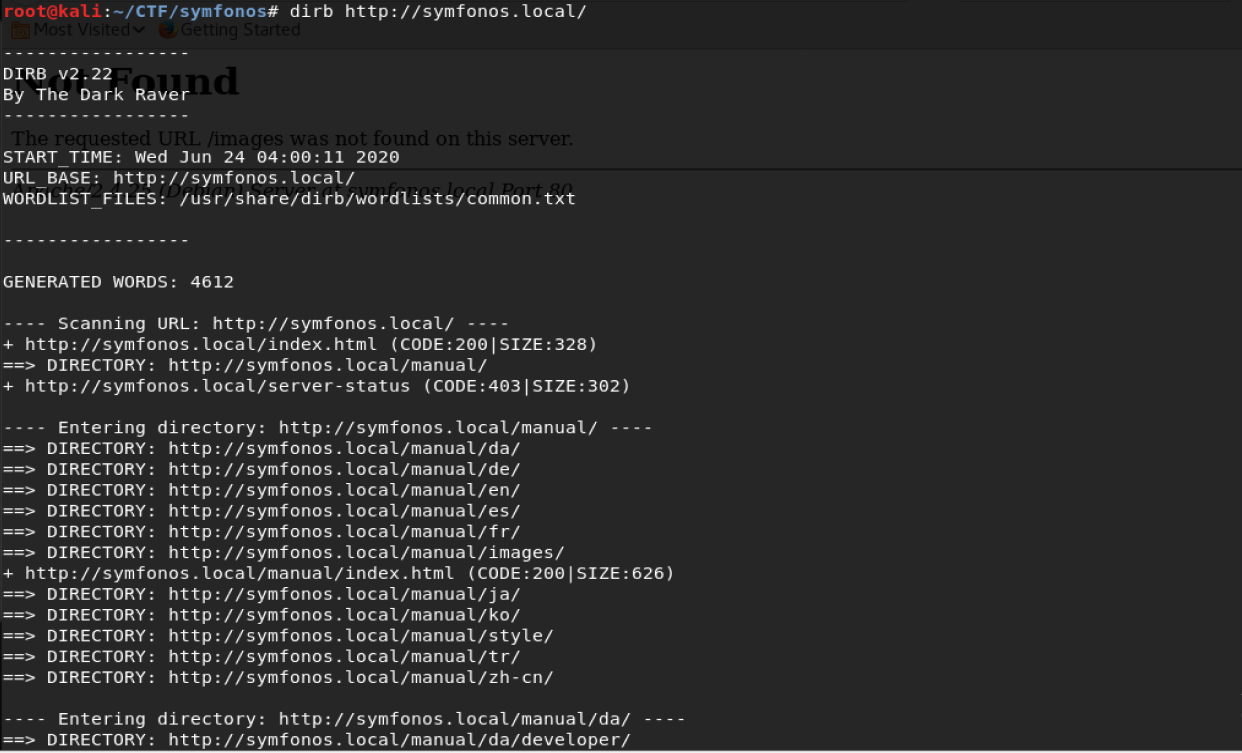 root@kali:~/CTF/symfonos# dirb http://symfonos.local/
Most Visited Getting Started
-----------------
Not Found
DIRB v2.22
By The Dark Raver
-----------------
The requested URL /images was not found on this server.
START_TIME: Wed Jun 24 04:00:11 2020
URL_BASE: http://symfonos.local/
(Debian) Server at symfonos.local Port 80
WORDLIST_FILES: /usr/share/dirb/wordlists/common.txt
-----------------
GENERATED WORDS: 4612
---- Scanning URL: http://symfonos.local/ ----
+ http://symfonos.local/index.html (CODE:200|SIZE:328)
==> DIRECTORY: http://symfonos.local/manual/
+ http://symfonos.local/server-status (CODE:403|SIZE:302)
---- Entering directory: http://symfonos.local/manual/ ----
==> DIRECTORY: http://symfonos.local/manual/da/
==> DIRECTORY: http://symfonos.local/manual/de/
==> DIRECTORY: http://symfonos.local/manual/en/
==> DIRECTORY: http://symfonos.local/manual/es/
==> DIRECTORY: http://symfonos.local/manual/fr/
==> DIRECTORY: http://symfonos.local/manual/images/
+ http://symfonos.local/manual/index.html (CODE:200|SIZE:626)
==> DIRECTORY: http://symfonos.local/manual/ja/
==> DIRECTORY: http://symfonos.local/manual/ko/
==> DIRECTORY: http://symfonos.local/manual/style/
==> DIRECTORY: http://symfonos.local/manual/tr/
==> DIRECTORY: http://symfonos.local/manual/zh-cn/
---- Entering directory: http://symfonos.local/manual/da/ ----
==> DIRECTORY: http://symfonos.local/manual/da/developer/